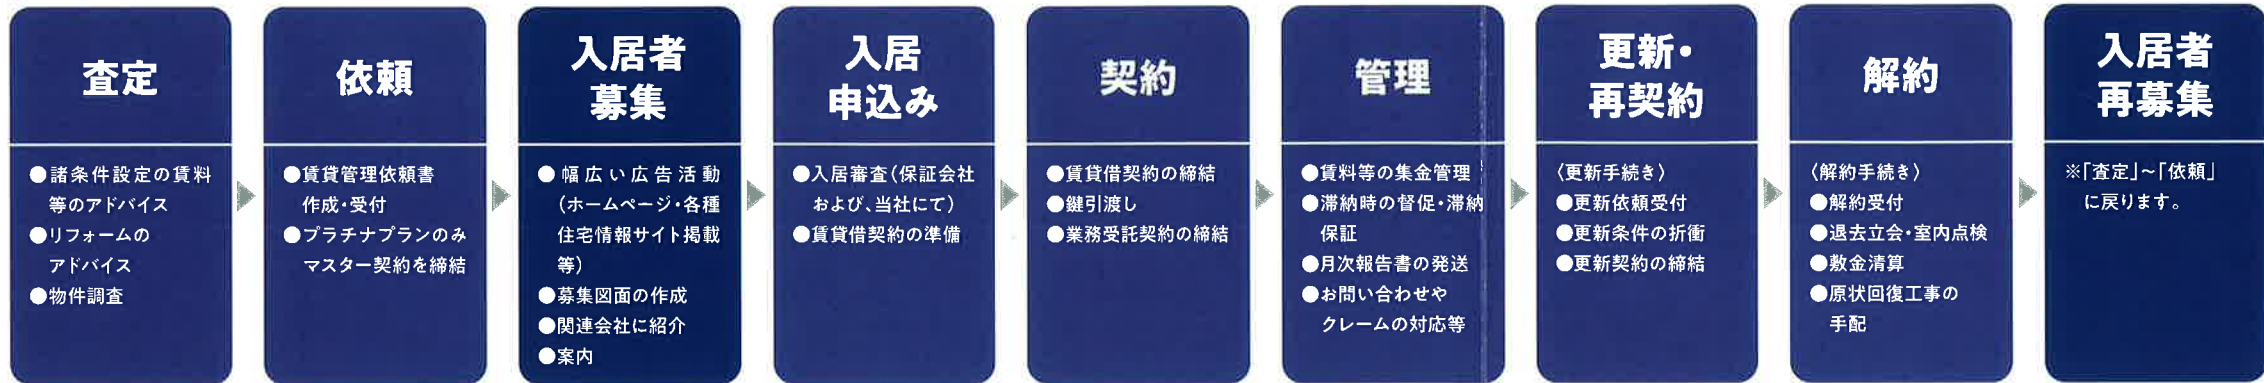 査定
●諸条件設定の賃料
等のアドバイス
●リフォームの
アドバイス
●物件調査
依頼
●賃貸管理依頼書
作成・受付
●プラチナプランのみ
マスター契約を締結
入居者
募集
●幅広い広告活動
（ホームページ・各種
住宅情報サイト掲載
等）
●募集図面の作成
●関連会社に紹介
●案内
入居
申込み
●入居審査（保証会社
および、当社にて）
●賃貸借契約の準備
契約
●賃貸借契約の締結
●鍵引渡し
●業務受託契約の締結
管理
●賃料等の集金管理
●滞納時の督促・滞納
保証
●月次報告書の発送
●お問い合わせや
クレームの対応等
更新・
再契約
〈更新手続き〉
●更新依頼受付
●更新条件の折衝
●更新契約の締結
解約
〈解約手続き〉
●解約受付
●退去立会・室内点検
●敷金清算
●原状回復工事の
手配
入居者
再募集
※「査定」～「依頼」
に戻ります。